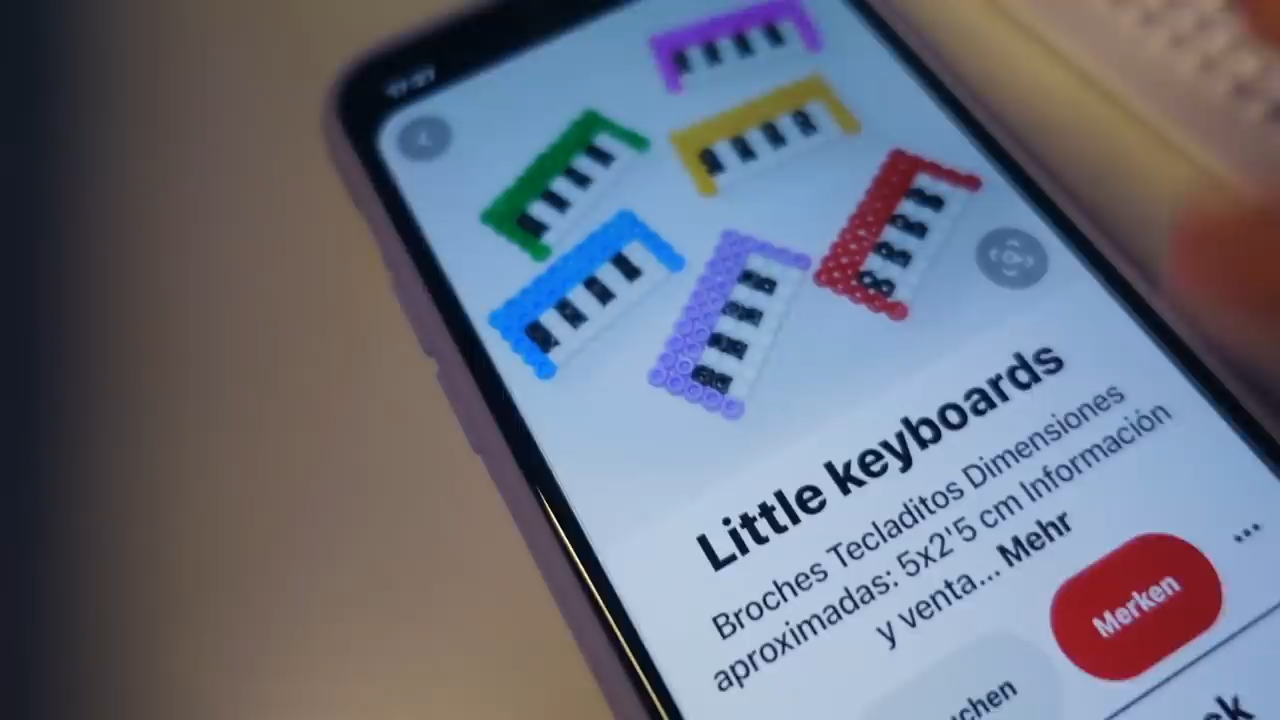 Little keyboards
Broches Tecladitos Dimensiones
aproximadas: 5x2'5 cm Información
y venta... Mehr
Merken